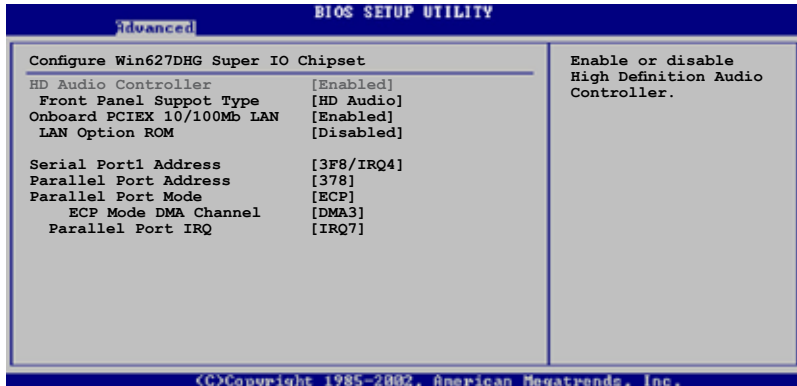 BIOS SETUP UTILITY
Advanced
Configure Win627DHG Super IO Chipset
HD Audio Controller [Enabled]
Front Panel Suppot Type [HD Audio]
Onboard PCIEX 10/100Mb LAN [Enabled]
LAN Option ROM [Disabled]
Serial Port1 Address [3F8/IRQ4]
Parallel Port Address [378]
Parallel Port Mode [ECP]
ECP Mode DMA Channel [DMA3]
Parallel Port IRQ [IRQ7]
Enable or disable
High Definition Audio
Controller.
(C)Copyright 1985-2002, American Megatrends, Inc.